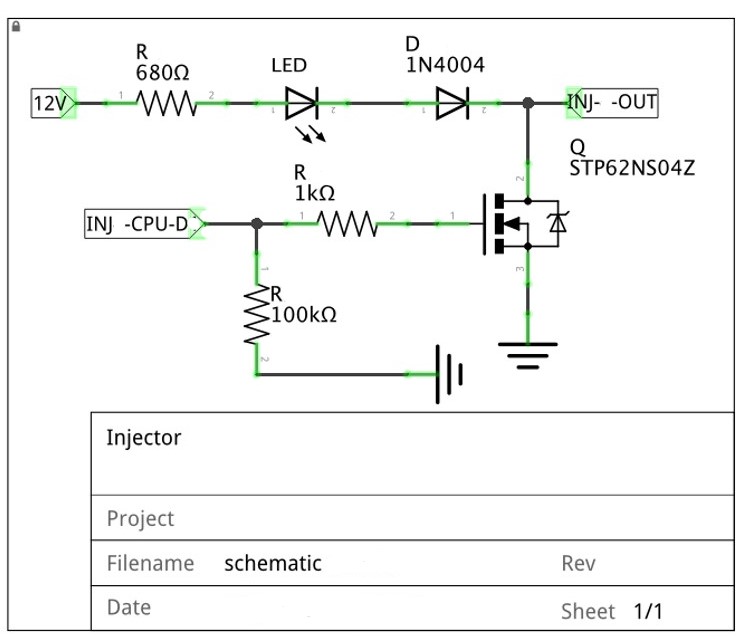 R
680Ω
LED
D
1N4004
12V
1
2
1
2
1
2
INJ- -OUT
Q
STP62NS04Z
2
R
1kΩ
INJ -CPU-D
1
2
1
3
1
R
100kΩ
2
Injector
Project
Filename schematic Rev
Date Sheet 1/1